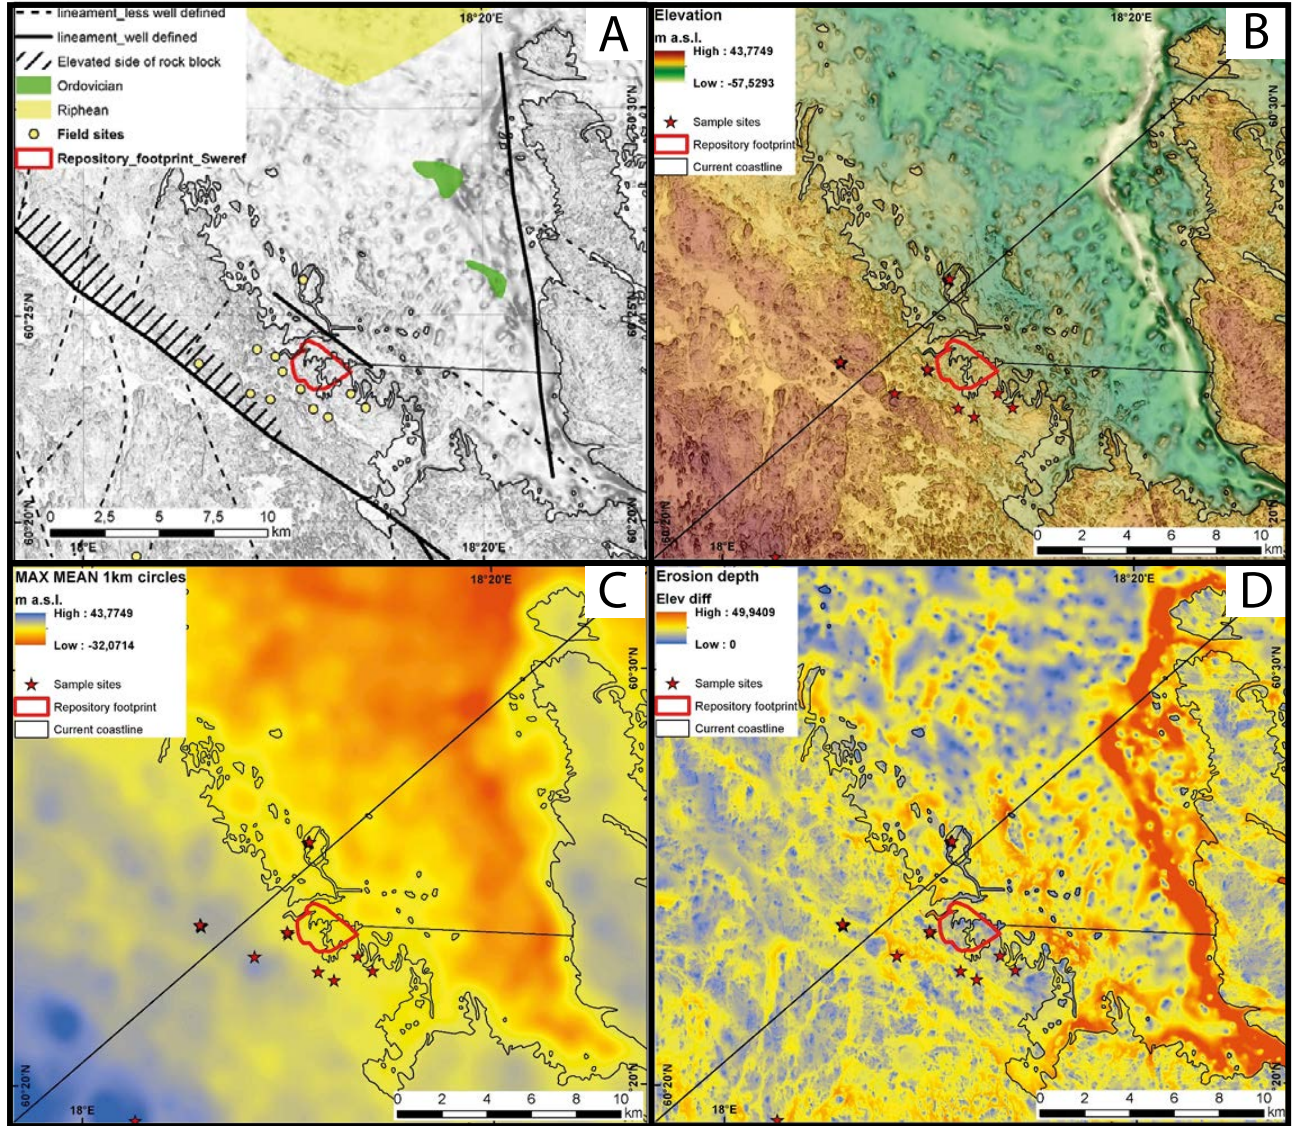 lineament_less well defined
lineament_well defined
Elevated side of rock block
Ordovician
Riphean
Field sites
Repository_footprint_Sweref
18°20'E
A
60°30'N
60°25'N
60°20'N
60°20'N
0 2,5 5 7,5 10
km
18°E
18°20'E
Elevation
m a.s.l.
High : 43,7749
Low : -57,5293
Sample sites
Repository footprint
Current coastline
18°20'E
B
60°30'N
60°25'N
60°20'N
20'N
0 2 4 6 8 10
km
18°E
MAX MEAN 1km circles
m a.s.l.
High : 43,7749
Low : -32,0714
Sample sites
Repository footprint
Current coastline
18°20'E
C
60°30'N
60°20'N
60°20'N
18°E
0 2 4 6 8 10
km
Erosion depth
Elev diff
High : 49,9409
Low : 0
Sample sites
Repository footprint
Current coastline
18°20'E
D
60°30'N
60°20'N
20'N
18°E
0 2 4 6 8 10
km